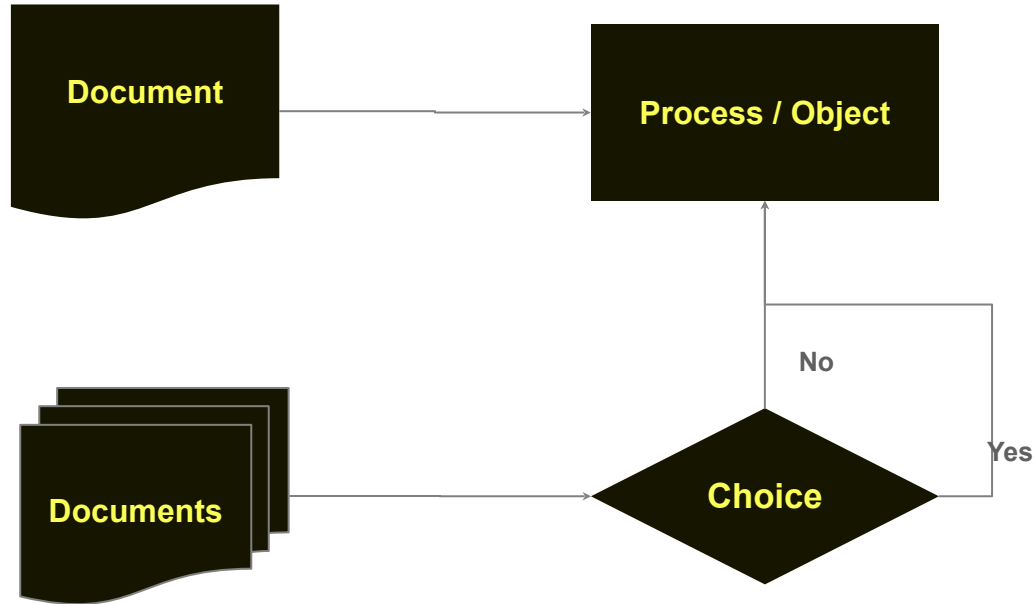 Document
Process / Object
No
Yes
Documents
Choice